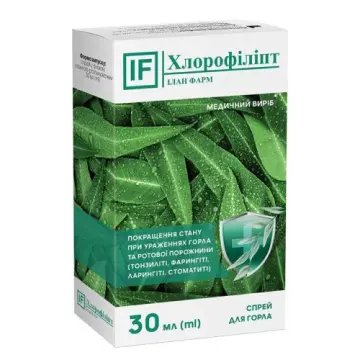 IF Хлорофіліпт
ІЛАН ФАРМ
МЕДИЧНИЙ ВИРІБ
ПОКРАЩЕННЯ СТАНУ
ПРИ УРАЖЕННЯХ ГОРЛА
ТА РОТОВОЇ ПОРОЖНИНИ
(ТОНЗИЛІТІ, ФАРИНГІТІ,
ЛАРИНГІТІ, СТОМАТИТІ)
30 мл (ml)
СПРЕЙ
ДЛЯ ГОРЛА